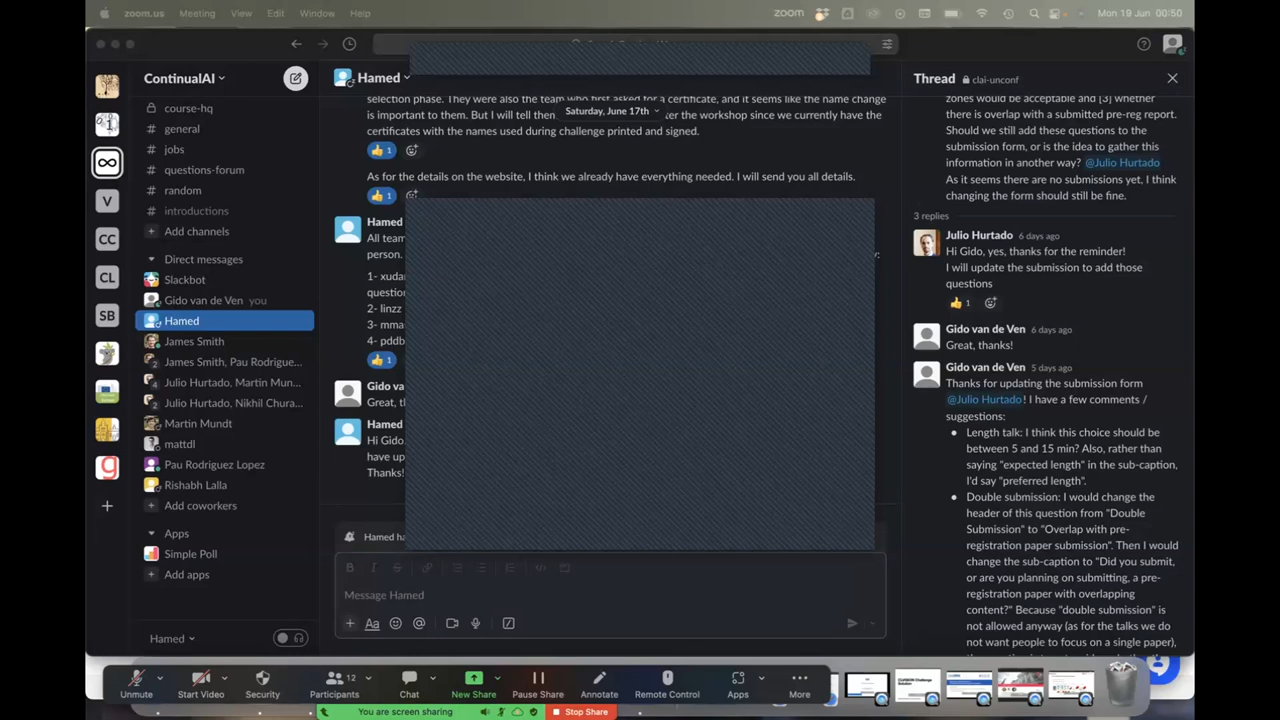 zoom.us Meeting View Edit Window Help
zoom
Mon 19 Jun 00:50
ContinualAI
course-hq
# general
# jobs
# questions-forum
# random
# introductions
+ Add channels
Direct messages
Slackbot
Gido van de Ven you
Hamed
James Smith
2 James Smith, Pau Rodrigue...
4 Julio Hurtado, Martin Mun...
2 Julio Hurtado, Nikhil Chura...
Martin Mundt
mattdl
Pau Rodriguez Lopez
Rishabh Lalla
+ Add coworkers
Apps
Simple Poll
+ Add apps
Hamed
V
CC
CL
SB
g
+
Hamed
selection phase. They were also the team who first asked for a certificate, and it seems like the name change
is important to them. But I will tell then
Saturday, June 17th
ter the workshop since we currently have the
certificates with the names used during challenge printed and signed.
1
As for the details on the website, I think we already have everything needed. I will send you all details.
1
Hamed
All team
person.
y:
1- xudar
question
2- linzz
3- mma
4- pddb
1
Gido va
Great, t
Hamed
Hi Gido
have up
Thanks!
Hamed ha
Message Hamed
Thread clai-unconf
zones would be acceptable and [3] whether
there is overlap with a submitted pre-reg report.
Should we still add these questions to the
submission form, or is the idea to gather this
information in another way? @Julio Hurtado
As it seems there are no submissions yet, I think
changing the form should still be fine.
3 replies
Julio Hurtado 6 days ago
Hi Gido, yes, thanks for the reminder!
I will update the submission to add those
questions
1
Gido van de Ven 6 days ago
Great, thanks!
Gido van de Ven 5 days ago
Thanks for updating the submission form
@Julio Hurtado! I have a few comments /
suggestions:
• Length talk: I think this choice should be
between 5 and 15 min? Also, rather than
saying "expected length" in the sub-caption,
I'd say "preferred length".
• Double submission: I would change the
header of this question from "Double
Submission" to "Overlap with pre-
registration paper submission". Then I would
change the sub-caption to "Did you submit,
or are you planning on submitting, a pre-
registration paper with overlapping
content?" Because "double submission" is
not allowed anyway (as for the talks we do
not want people to focus on a single paper),
Unmute
Start Video
Security
12
Participants
Chat
New Share
Pause Share
Annotate
Remote Control
Apps
More
You are screen sharing
Stop Share